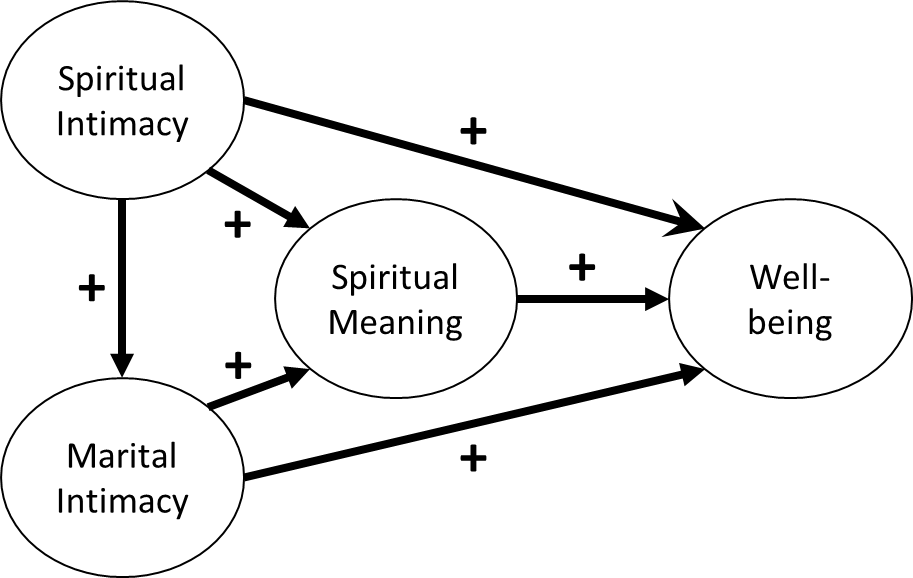 Spiritual
Intimacy
+
+
+
Spiritual
Meaning
+
Well-
being
+
Marital
Intimacy
+